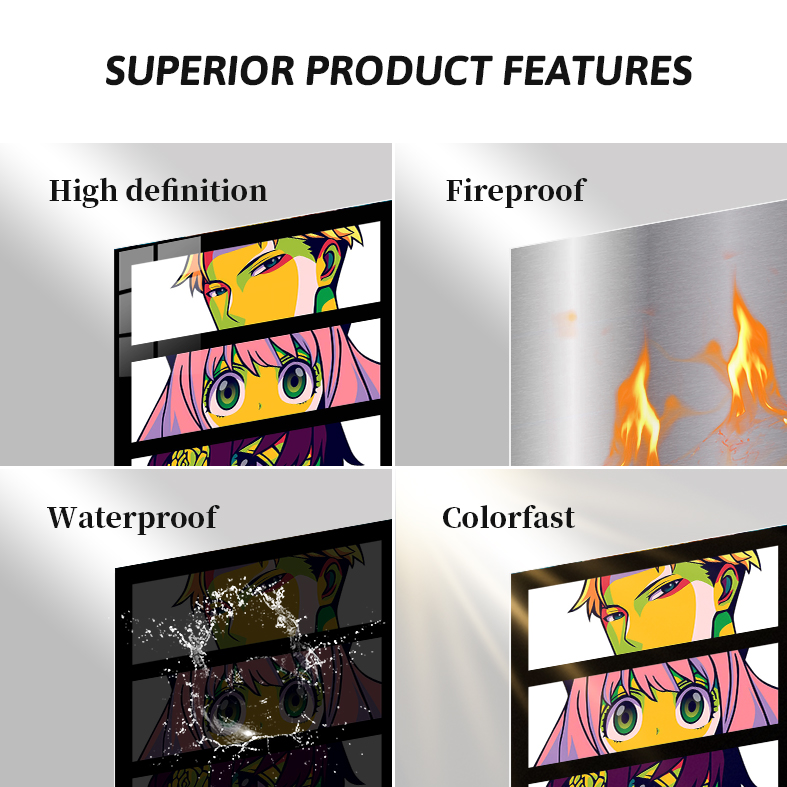 SUPERIOR PRODUCT FEATURES
High definition
Fireproof
Waterproof
Colorfast